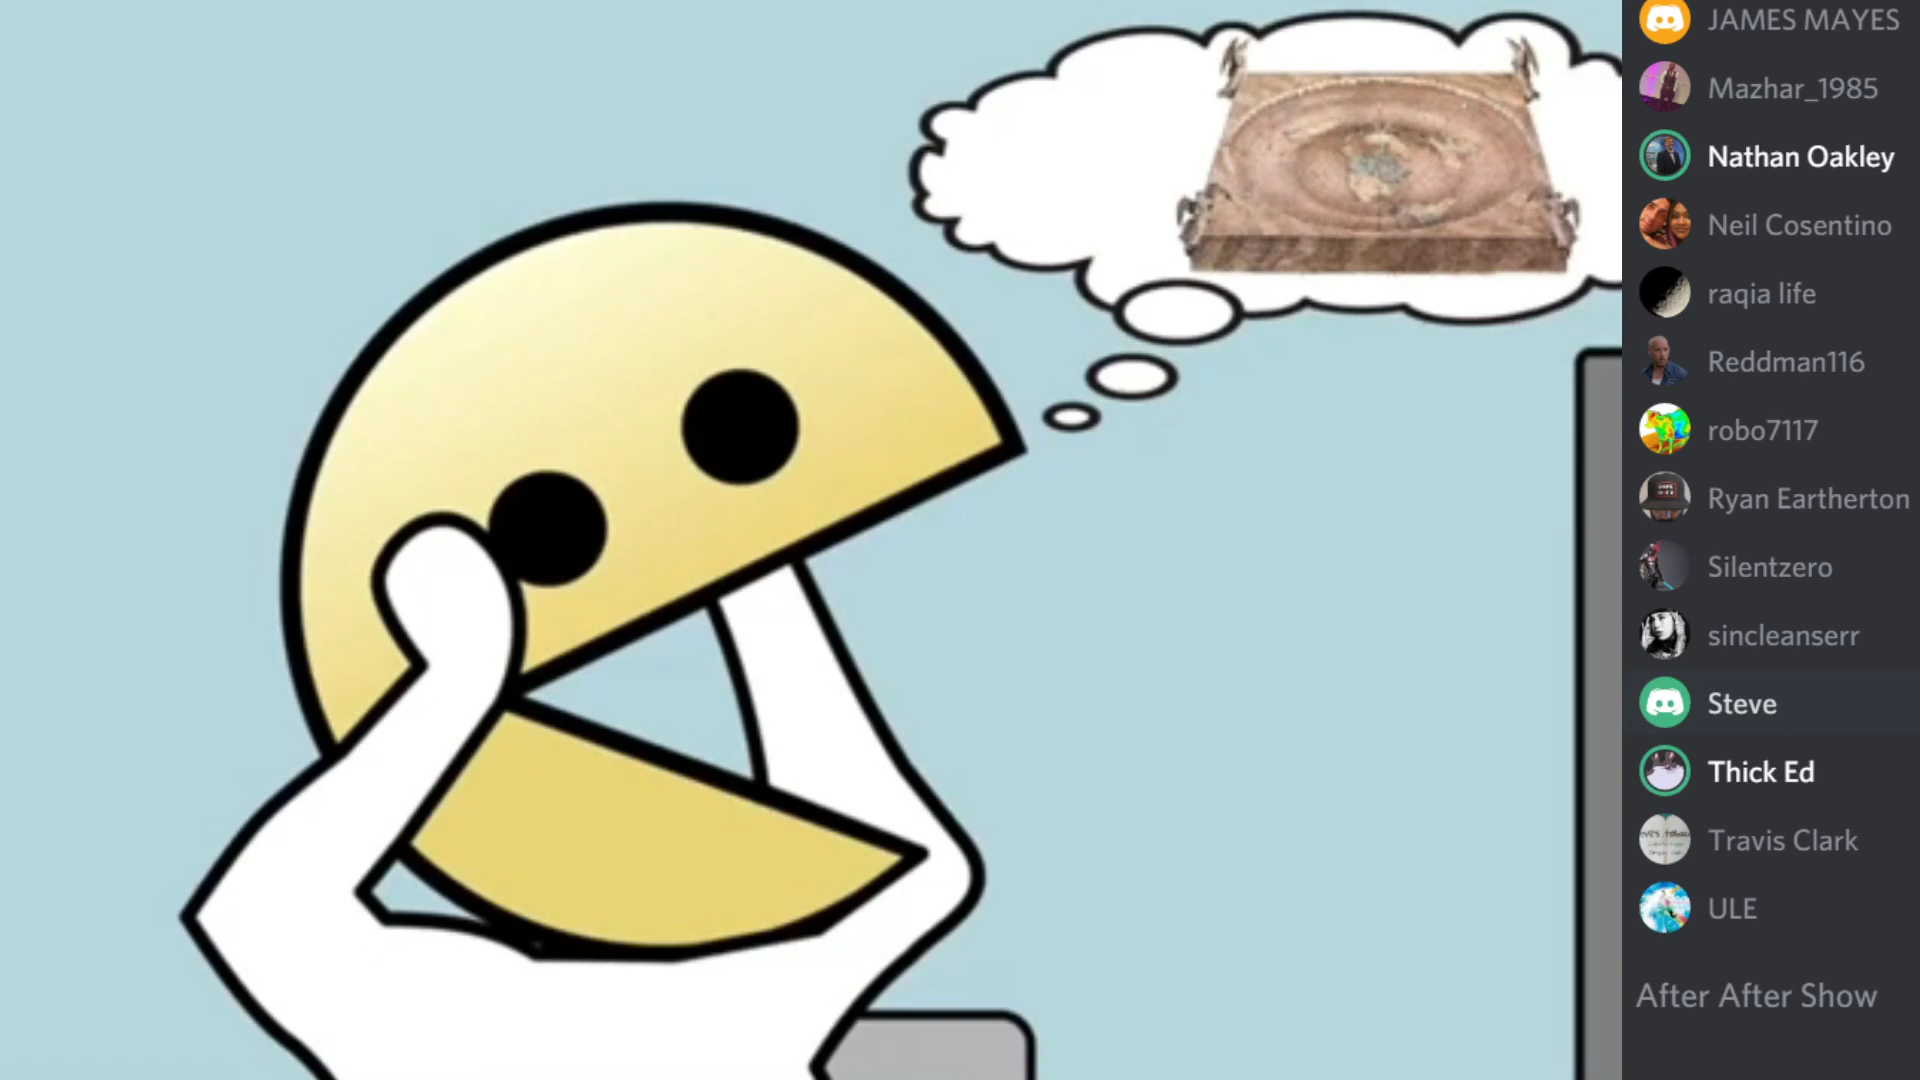 JAMES MAYES
Mazhar_1985
Nathan Oakley
Neil Cosentino
raqia life
Reddman116
robo7117
Ryan Eartherton
Silentzero
sincleanserr
Steve
Thick Ed
Travis Clark
ULE
After After Show